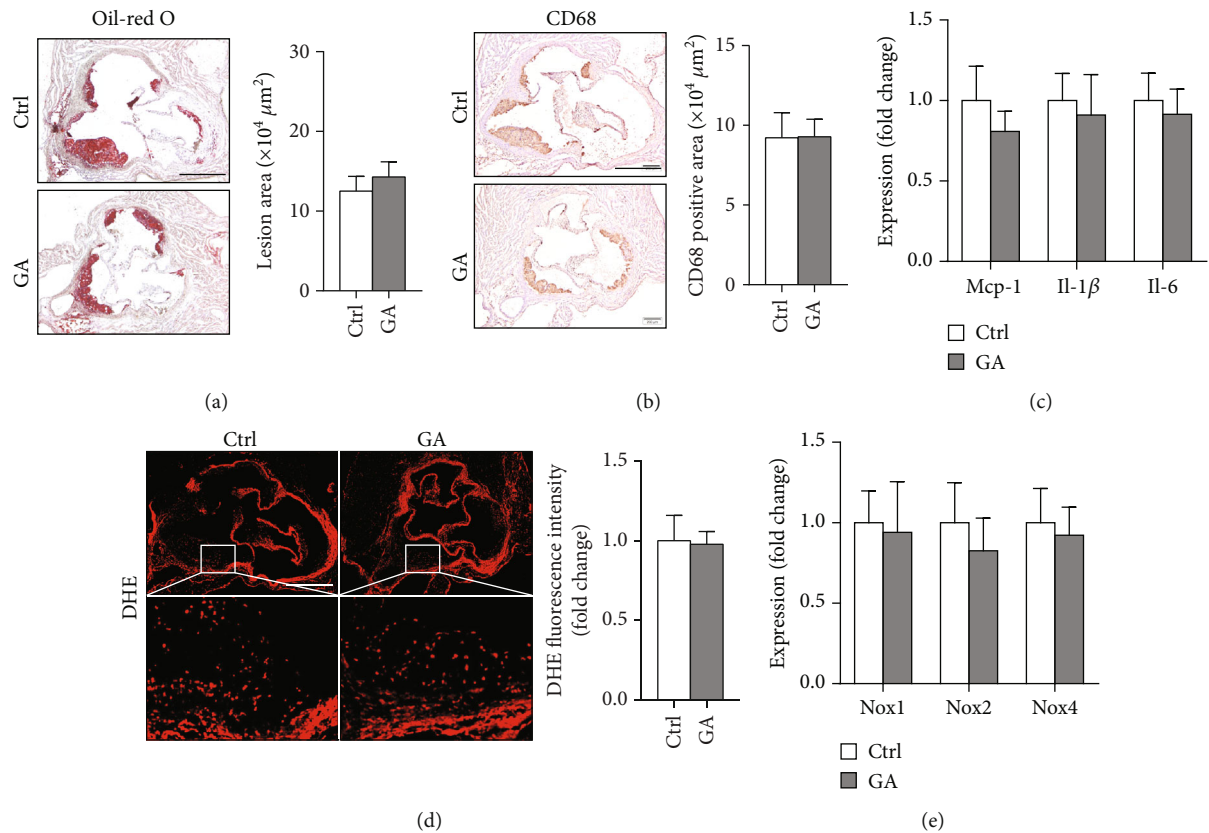 Oil-red O
Ctrl
GA
Lesion area (×10⁴ μm²)
30
20
10
0
Ctrl
GA
(a)
CD68
Ctrl
GA
CD68 positive area (×10⁴ μm²)
15
10
5
0
Ctrl
GA
(b)
Expression (fold change)
1.5
1.0
0.5
0.0
Mcp-1
Il-1β
Il-6
Ctrl
GA
(c)
Ctrl
GA
DHE
DHE fluorescence intensity
(fold change)
1.5
1.0
0.5
0.0
Ctrl
GA
(d)
Expression (fold change)
1.5
1.0
0.5
0.0
Nox1
Nox2
Nox4
Ctrl
GA
(e)